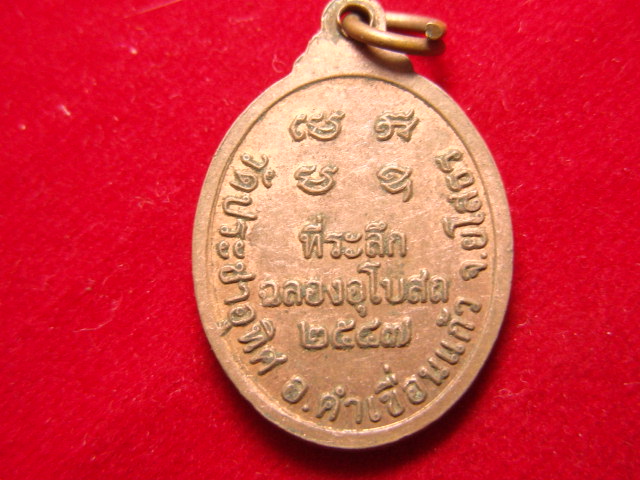 ที่ระลึก
ฉลองอุโบสถ
๒๕๔๗
วัดประชาอุทิศ อ.คำเขื่อนแก้ว จ.ยโสธร